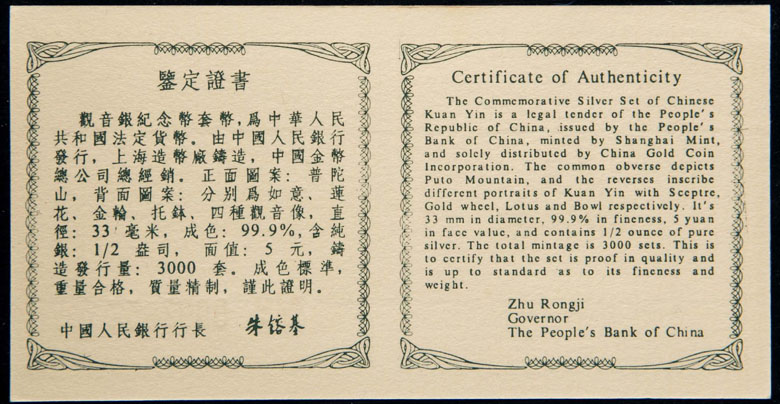 鑒定證書
觀音銀紀念幣套幣,爲中華人民
共和國法定貨幣。由中國人民銀行
發行,上海造幣廠鑄造,中國金幣
總公司總經銷。正面圖案:普陀
山,背面圖案:分别爲如意、蓮
花、金輪、托鉢、四種觀音像,直
徑:33毫米,成色:99.9%,含純
銀:1/2盎司,面值:5元,鑄
造發行量:3000套。成色標準,
重量合格,質量精制,謹此證明。
中國人民銀行行長 朱镕基
Certificate of Authenticity
The Commemorative Silver Set of Chinese
Kuan Yin is a legal tender of the People's
Republic of China, issued by the People's
Bank of China, minted by Shanghai Mint,
and solely distributed by China Gold Coin
Incorporation. The common obverse depicts
Puto Mountain, and the reverses inscribe
different portraits of Kuan Yin with Sceptre,
Gold wheel, Lotus and Bowl respectively. It's
33 mm in diameter, 99.9% in fineness, 5 yuan
in face value, and contains 1/2 ounce of pure
silver. The total mintage is 3000 sets. This is
to certify that the set is proof in quality and
is up to standard as to its fineness and
weight.
Zhu Rongji
Governor
The People's Bank of China